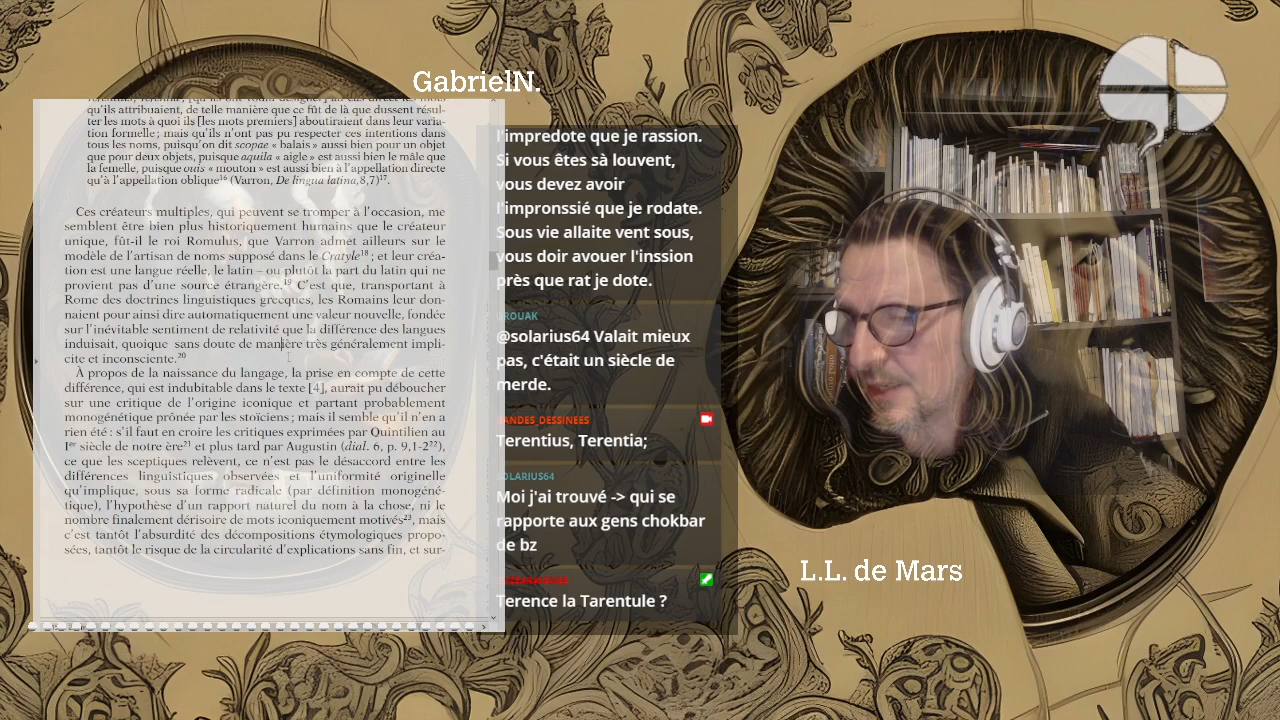 GabrielN.
qu'ils attribuaient, de telle manière que ce fût de là que dussent résul-
ter les mots à quoi ils [les mots premiers] aboutiraient dans leur varia-
tion formelle; mais qu'ils n'ont pas pu respecter ces intentions dans
tous les noms, puisqu'on dit scopae « balais » aussi bien pour un objet
que pour deux objets, puisque aquila « aigle » est aussi bien le mâle que
la femelle, puisque ouis « mouton » est aussi bien à l'appellation directe
qu'à l'appellation oblique16 (Varron, De lingua latina,8,7)17.
Ces créateurs multiples, qui peuvent se tromper à l'occasion, me
semblent être bien plus historiquement humains que le créateur
unique, fût-il le roi Romulus, que Varron admet ailleurs sur le
modèle de l'artisan de noms supposé dans le Cratyle18; et leur créa-
tion est une langue réelle, le latin – ou plutôt la part du latin qui ne
provient pas d'une source étrangère.19 C'est que, transportant à
Rome des doctrines linguistiques grecques, les Romains leur don-
naient pour ainsi dire automatiquement une valeur nouvelle, fondée
sur l'inévitable sentiment de relativité que la différence des langues
induisait, quoique sans doute de manière très généralement impli-
cite et inconsciente.20
À propos de la naissance du langage, la prise en compte de cette
différence, qui est indubitable dans le texte [4], aurait pu déboucher
sur une critique de l'origine iconique et partant probablement
monogénétique prônée par les stoïciens; mais il semble qu'il n'en a
rien été : s'il faut en croire les critiques exprimées par Quintilien au
Ier siècle de notre ère21 et plus tard par Augustin (dial. 6, p. 9,1-222),
ce que les sceptiques relèvent, ce n'est pas le désaccord entre les
différences linguistiques observées et l'uniformité originelle
qu'implique, sous sa forme radicale (par définition monogéné-
tique), l'hypothèse d'un rapport naturel du nom à la chose, ni le
nombre finalement dérisoire de mots iconiquement motivés23, mais
c'est tantôt l'absurdité des décompositions étymologiques propo-
sées, tantôt le risque de la circularité d'explications sans fin, et sur-
l'impredote que je rassion.
Si vous êtes sà louvent,
vous devez avoir
l'impronssié que je rodate.
Sous vie allaite vent sous,
vous doir avouer l'inssion
près que rat je dote.
ROUAK
@solarius64 Valait mieux
pas, c'était un siècle de
merde.
ANDES_DESSINEES
Terentius, Terentia;
SOLARIUS64
Moi j'ai trouvé -> qui se
rapporte aux gens chokbar
de bz
Terence la Tarentule ?
L.L. de Mars